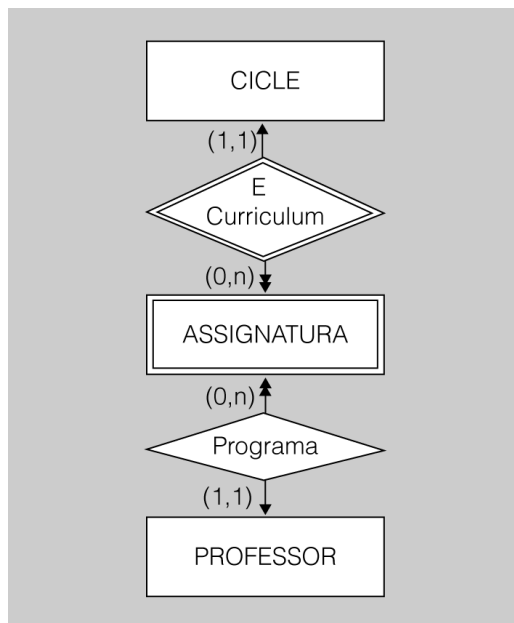 CICLE
(1,1)
E
Curriculum
(0,n)
ASSIGNATURA
(0,n)
Programa
(1,1)
PROFESSOR